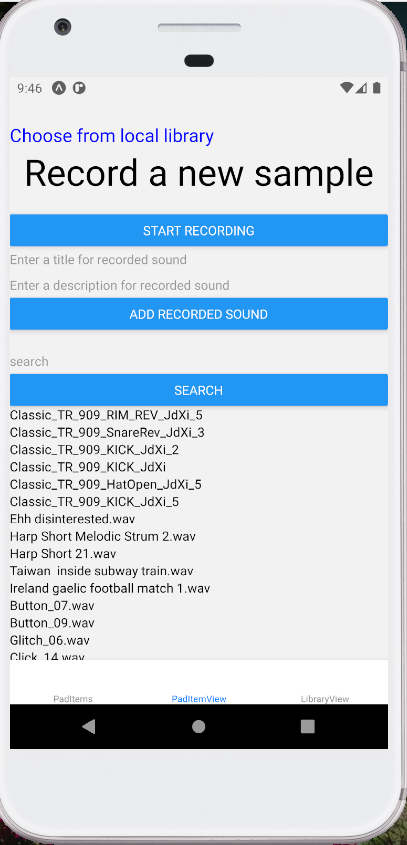 9:46
Choose from local library
Record a new sample
START RECORDING
Enter a title for recorded sound
Enter a description for recorded sound
ADD RECORDED SOUND
search
SEARCH
Classic_TR_909_RIM_REV_JdXi_5
Classic_TR_909_SnareRev_JdXi_3
Classic_TR_909_KICK_JdXi_2
Classic_TR_909_KICK_JdXi
Classic_TR_909_HatOpen_JdXi_5
Classic_TR_909_KICK_JdXi_5
Ehh disinterested.wav
Harp Short Melodic Strum 2.wav
Harp Short 21.wav
Taiwan  inside subway train.wav
Ireland gaelic football match 1.wav
Button_07.wav
Button_09.wav
Glitch_06.wav
Click_14.wav
PadItems PadItemView LibraryView